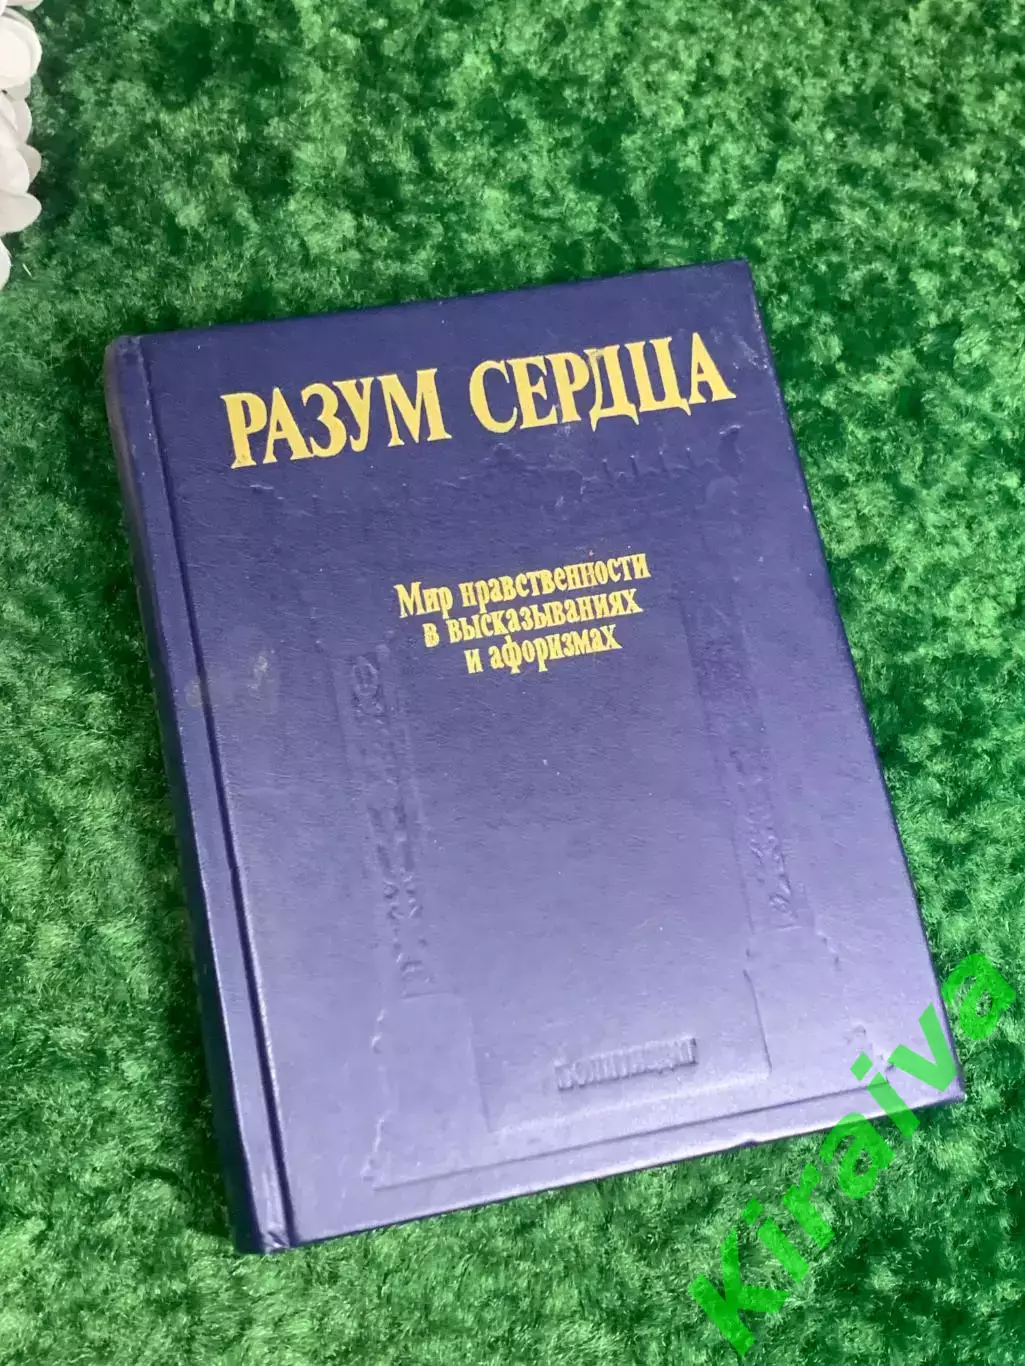 РАЗУМ СЕРДЦА
Мир нравственности
в высказываниях
и афоризмах
Kiraiva